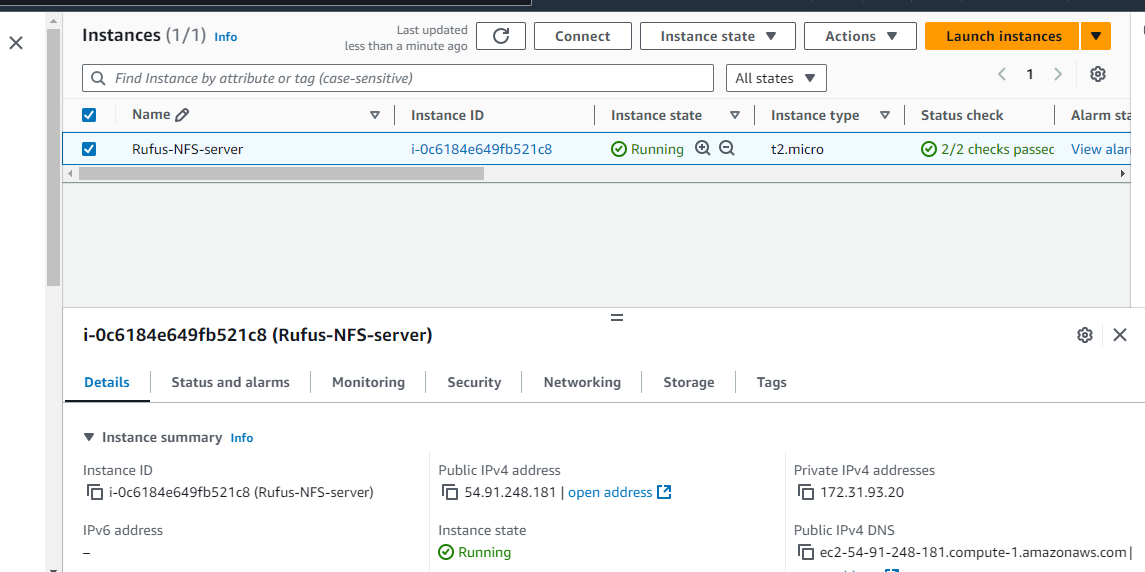 Instances (1/1) Info
Last updated
less than a minute ago
Connect
Instance state
Actions
Launch instances
Find Instance by attribute or tag (case-sensitive)
All states
1
Name Instance ID Instance state Instance type Status check Alarm sta
Rufus-NFS-server i-0c6184e649fb521c8 Running t2.micro 2/2 checks passec View alar
i-0c6184e649fb521c8 (Rufus-NFS-server)
Details Status and alarms Monitoring Security Networking Storage Tags
Instance summary Info
Instance ID Public IPv4 address Private IPv4 addresses
i-0c6184e649fb521c8 (Rufus-NFS-server) 54.91.248.181 | open address 172.31.93.20
IPv6 address Instance state Public IPv4 DNS
– Running ec2-54-91-248-181.compute-1.amazonaws.com |